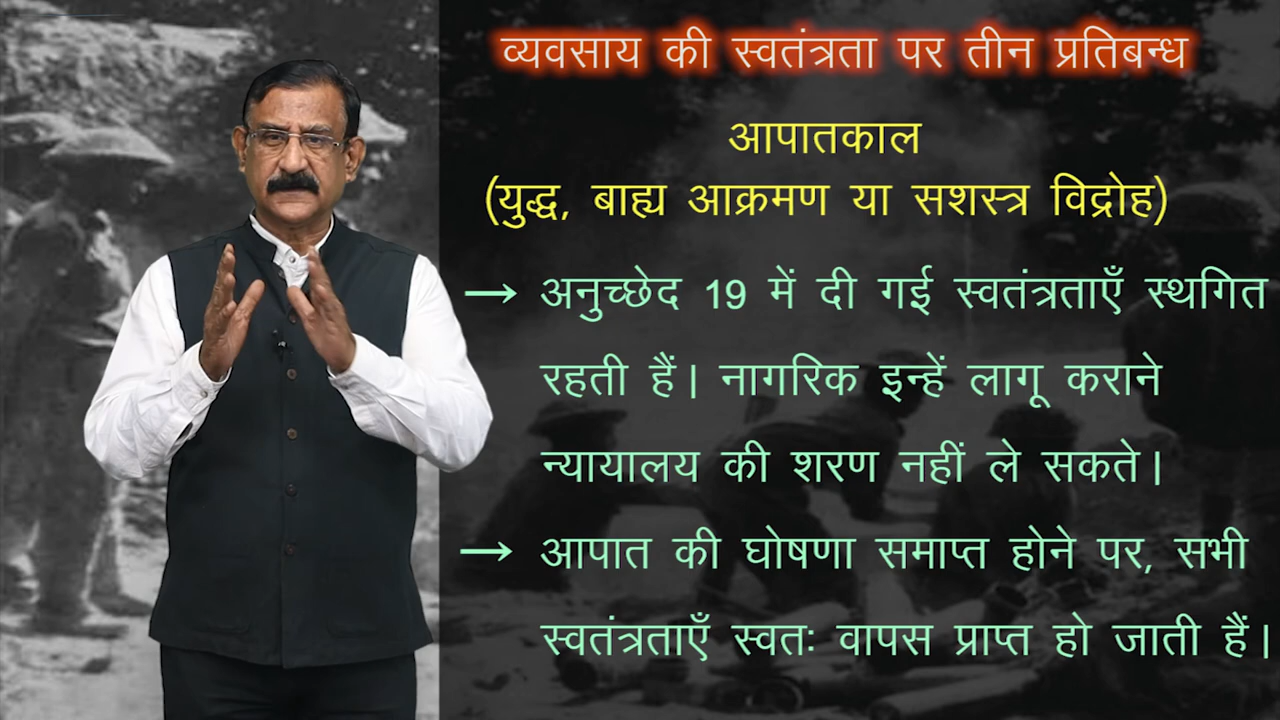 व्यवसाय की स्वतंत्रता पर तीन प्रतिबन्ध
आपातकाल
(युद्ध, बाह्य आक्रमण या सशस्त्र विद्रोह)
→ अनुच्छेद 19 में दी गई स्वतंत्रताएँ स्थगित
रहती हैं। नागरिक इन्हें लागू कराने
न्यायालय की शरण नहीं ले सकते।
→ आपात की घोषणा समाप्त होने पर, सभी
स्वतंत्रताएँ स्वतः वापस प्राप्त हो जाती हैं।